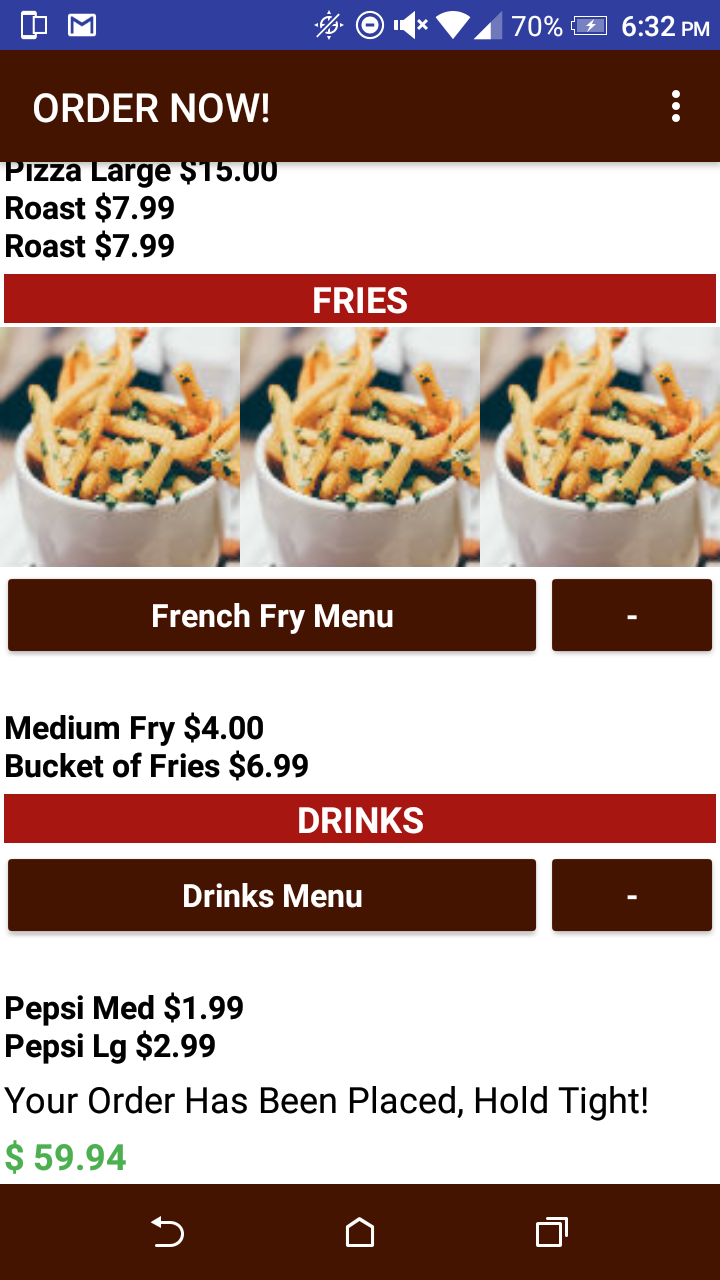 70% 6:32 PM
ORDER NOW!
Pizza Large $15.00
Roast $7.99
Roast $7.99
FRIES
French Fry Menu -
Medium Fry $4.00
Bucket of Fries $6.99
DRINKS
Drinks Menu -
Pepsi Med $1.99
Pepsi Lg $2.99
Your Order Has Been Placed, Hold Tight!
$ 59.94